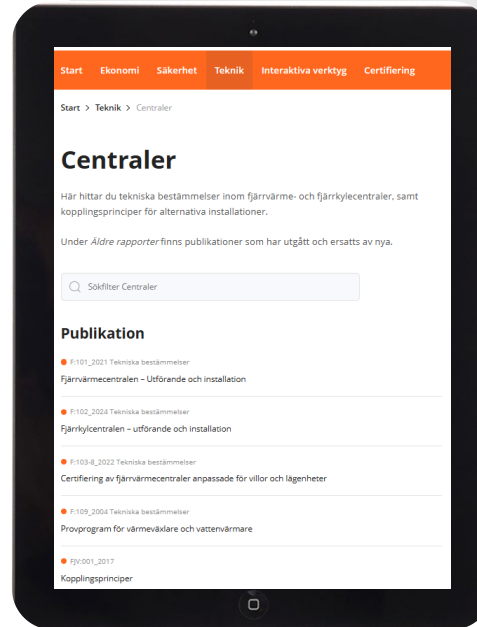 Start Ekonomi Säkerhet Teknik Interaktiva verktyg Certifiering
Start > Teknik > Centraler
Centraler
Här hittar du tekniska bestämmelser inom fjärrvärme- och fjärrkylecentraler, samt
kopplingsprinciper för alternativa installationer.
Under Äldre rapporter finns publikationer som har utgått och ersatts av nya.
Sökfilter Centraler
Publikation
F:101_2021 Tekniska bestämmelser
Fjärrvärmecentralen – Utförande och installation
F:102_2024 Tekniska bestämmelser
Fjärrkylcentralen – utförande och installation
F:103-8_2022 Tekniska bestämmelser
Certifiering av fjärrvärmecentraler anpassade för villor och lägenheter
F:109_2004 Tekniska bestämmelser
Provprogram för värmeväxlare och vattenvärmare
FJV:001_2017
Kopplingsprinciper